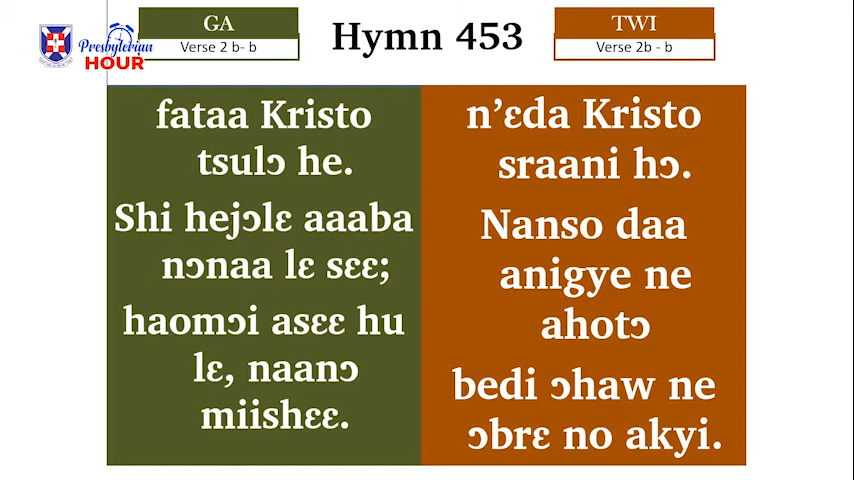 Presbyterian
HOUR
GA
Verse 2 b- b
Hymn 453
TWI
Verse 2b - b
fataa Kristo
tsulɔ he.
Shi hejɔlɛ aaaba
nɔnaa lɛ sɛɛ;
haomɔi asɛɛ hu
lɛ, naanɔ
miishɛɛ.
n’ɛda Kristo
sraani hɔ.
Nanso daa
anigye ne
ahotɔ
bedi ɔhaw ne
ɔbrɛ no akyi.